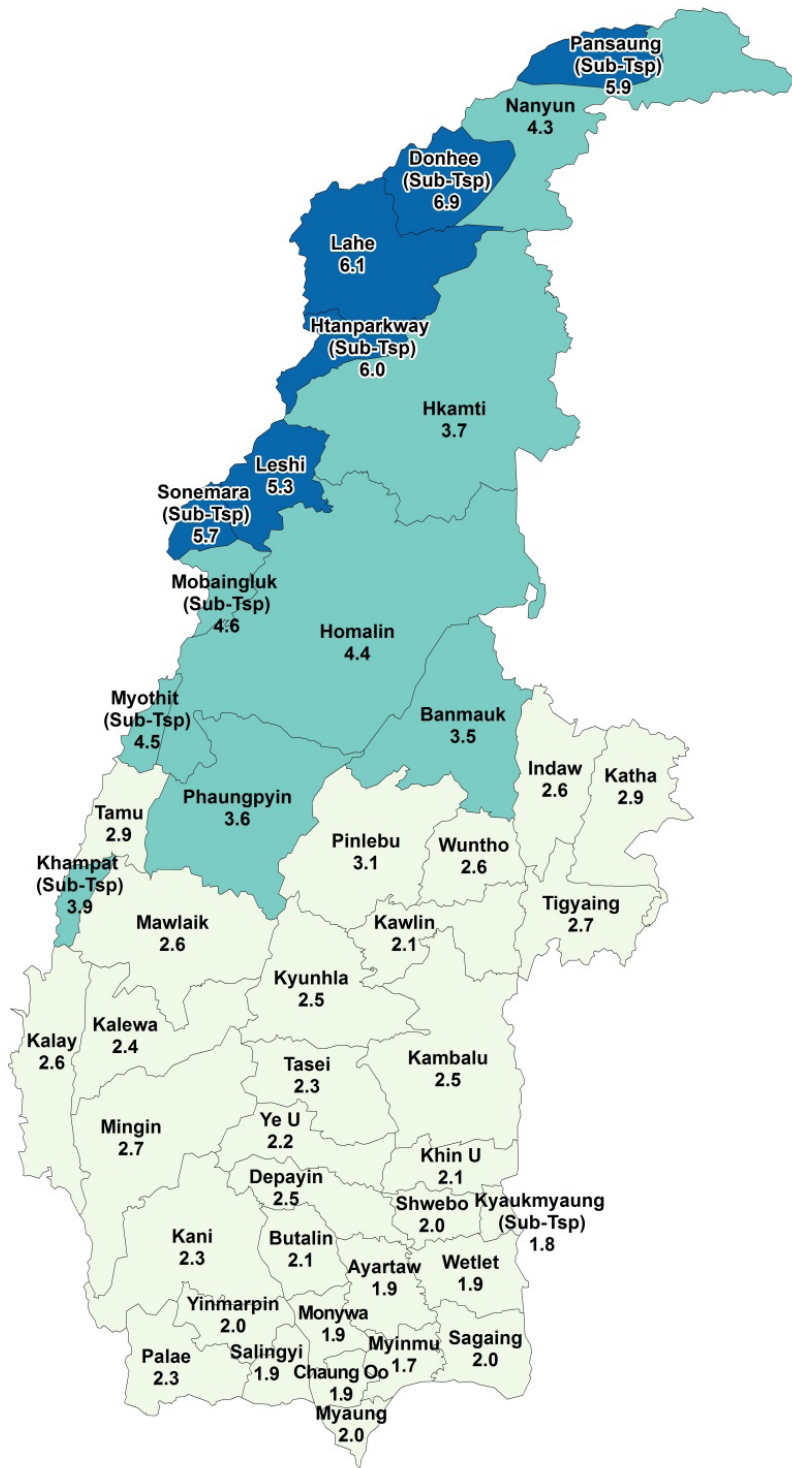 Pansaung
(Sub-Tsp)
5.9
Nanyun
4.3
Donhee
(Sub-Tsp)
6.9
Lahe
6.1
Htanparkway
(Sub-Tsp)
6.0
Hkamti
3.7
Leshi
5.3
Sonemara
(Sub-Tsp)
5.7
Mobaingluk
(Sub-Tsp)
4.6
Homalin
4.4
Myothit
(Sub-Tsp)
4.5
Banmauk
3.5
Indaw
2.6
Katha
2.9
Phaungpyin
3.6
Tamu
2.9
Pinlebu
3.1
Wuntho
2.6
Khampat
(Sub-Tsp)
3.9
Tigyaing
2.7
Mawlaik
2.6
Kawlin
2.1
Kyunhla
2.5
Kalewa
2.4
Kalay
2.6
Kambalu
2.5
Tasei
2.3
Mingin
2.7
Ye U
2.2
Khin U
2.1
Depayin
2.5
Shwebo
2.0
Kyaukmyaung
(Sub-Tsp)
1.8
Kani
2.3
Butalin
2.1
Ayartaw
1.9
Wetlet
1.9
Yinmarpin
2.0
Monywa
1.9
Sagaing
2.0
Palae
2.3
Salingyi
1.9
Myinmu
1.7
Chaung Oo
1.9
Myaung
2.0